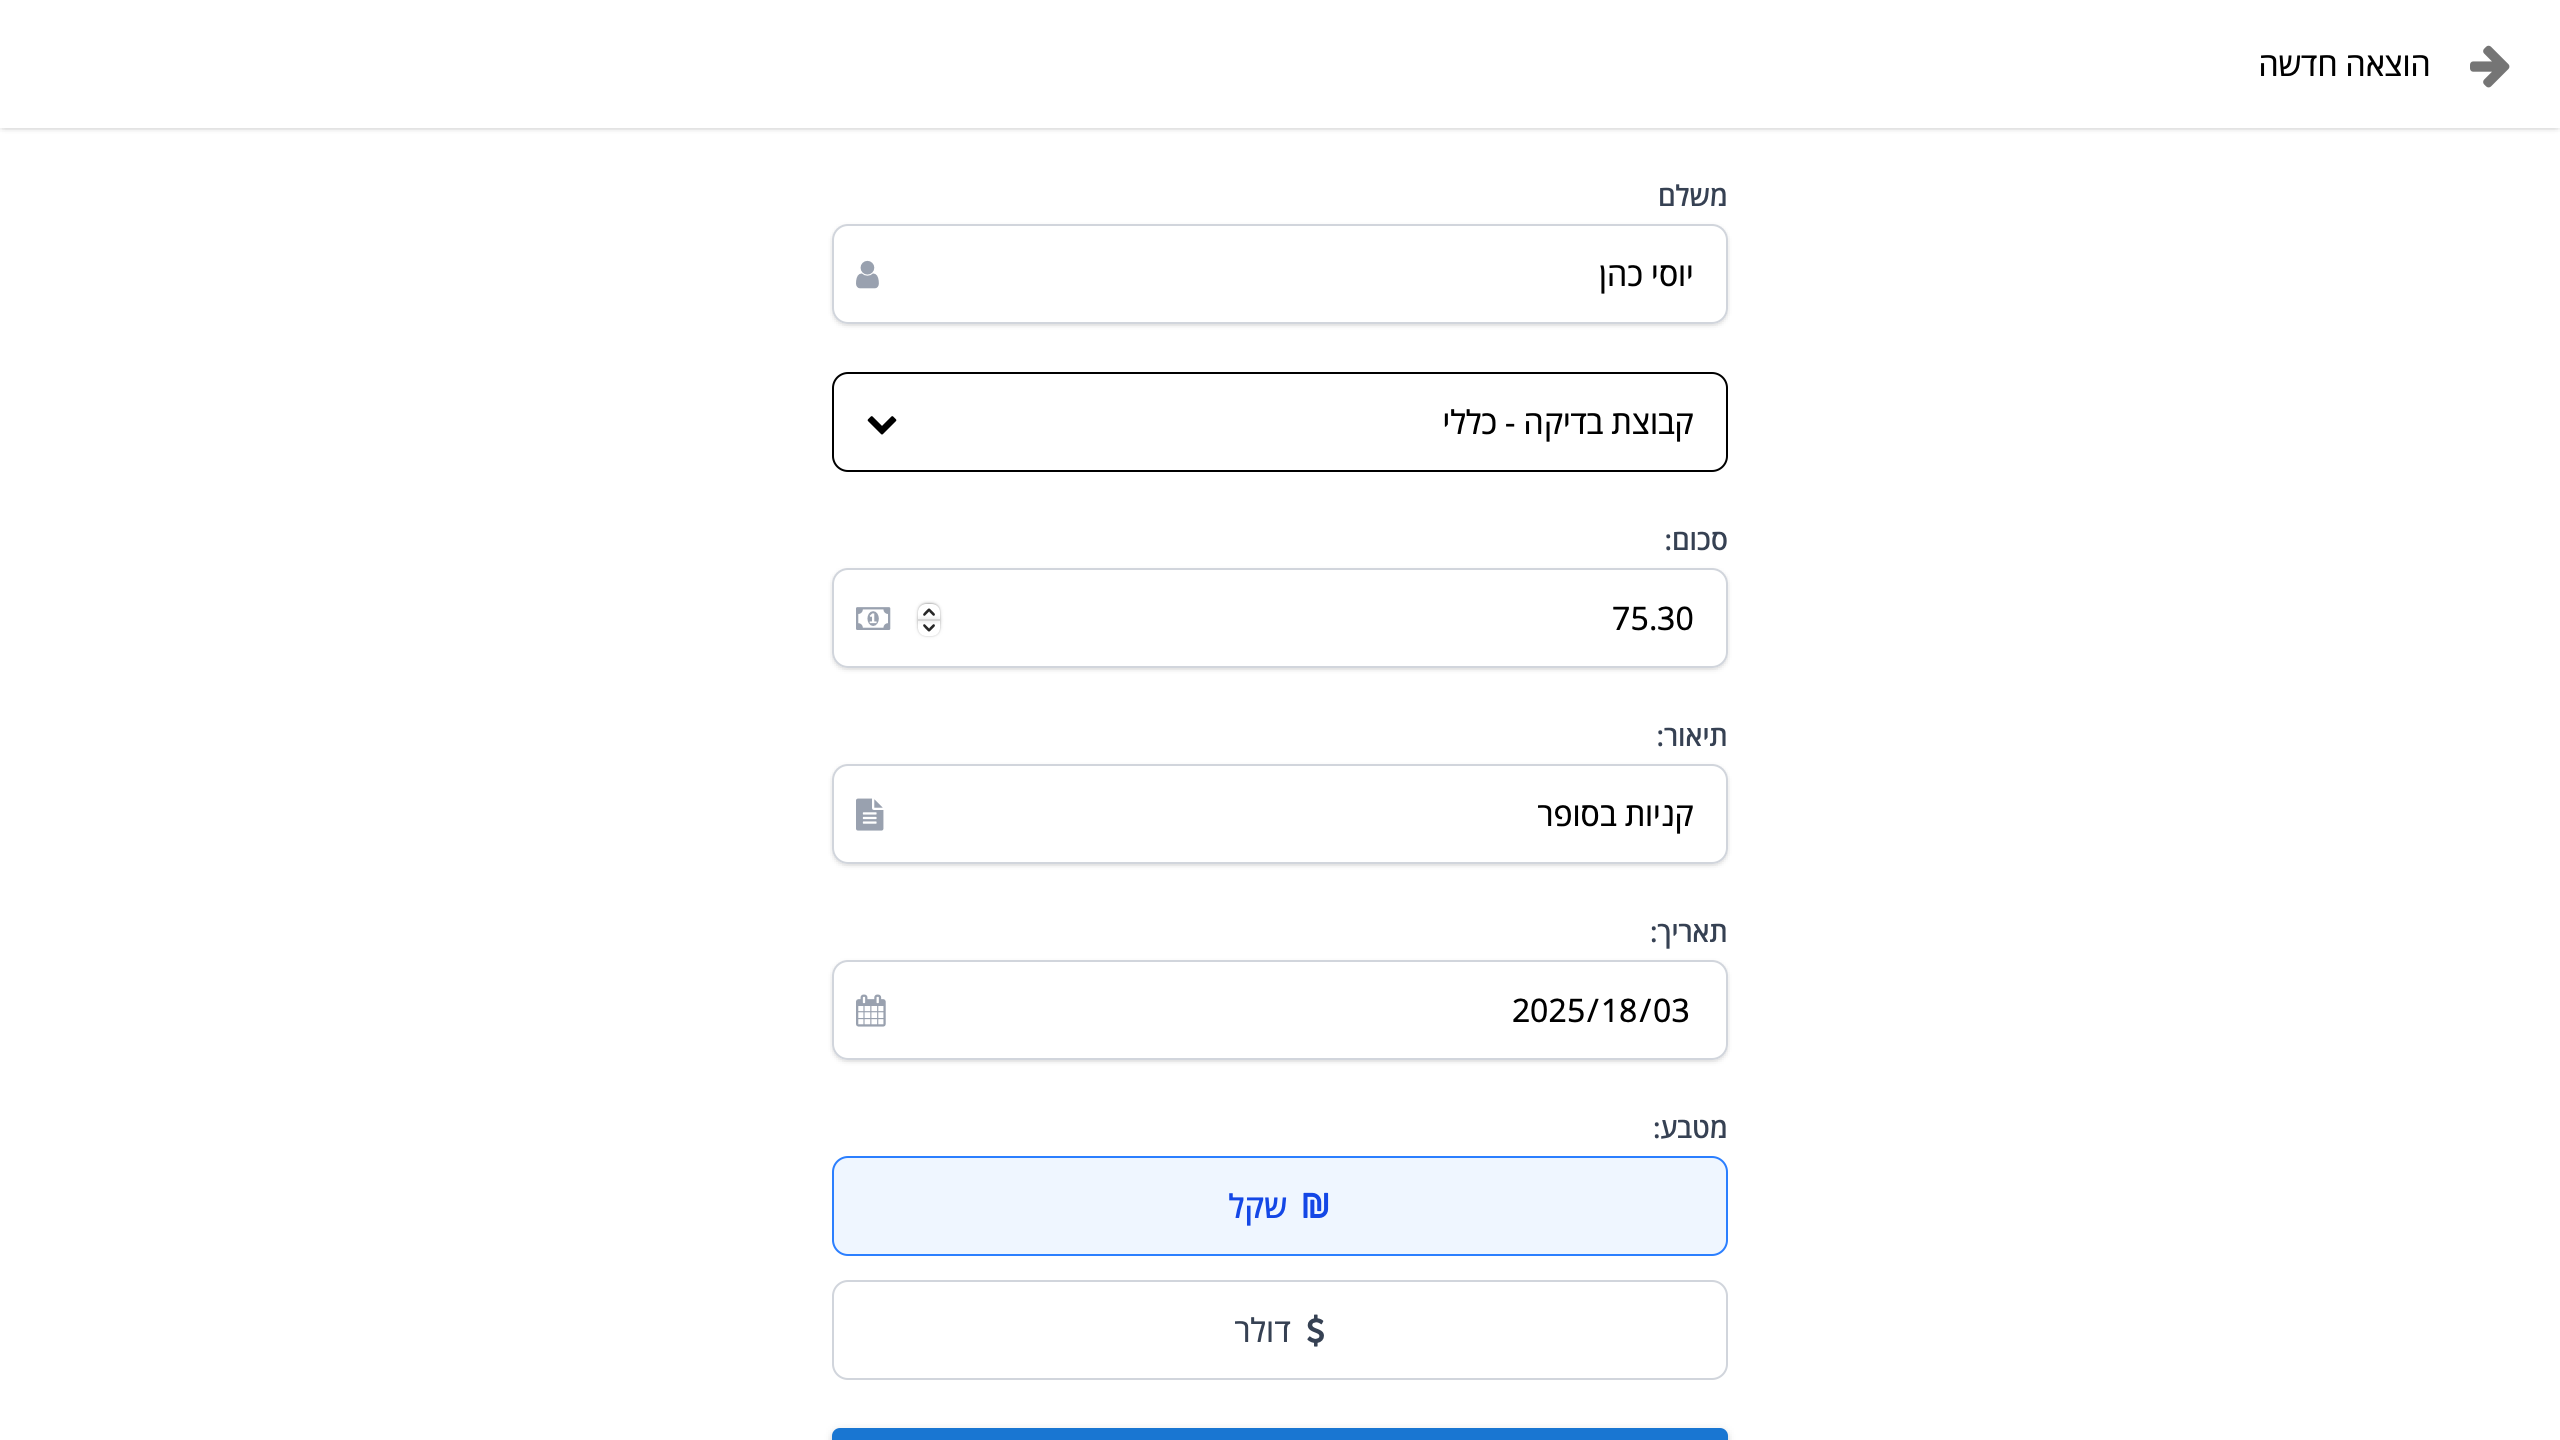 הוצאה חדשה
משלם
יוסי כהן
קבוצת בדיקה - כללי
סכום:
75.30
תיאור:
קניות בסופר
תאריך:
2025/18/03
מטבע:
₪ שקל
$ דולר